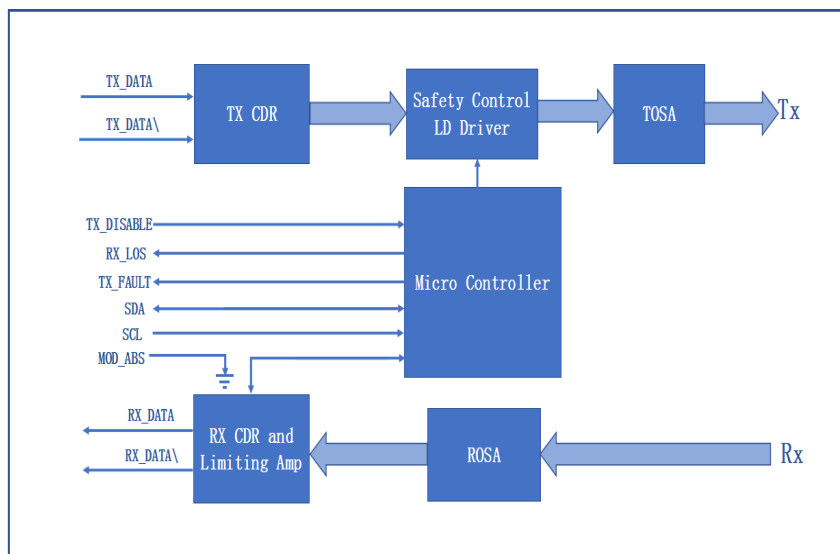 TX_DATA
TX_DATA\
TX CDR
Safety Control
LD Driver
TOSA
Tx
TX_DISABLE
RX_LOS
TX_FAULT
SDA
SCL
MOD_ABS
Micro Controller
RX_DATA
RX_DATA\
RX CDR and
Limiting Amp
ROSA
Rx